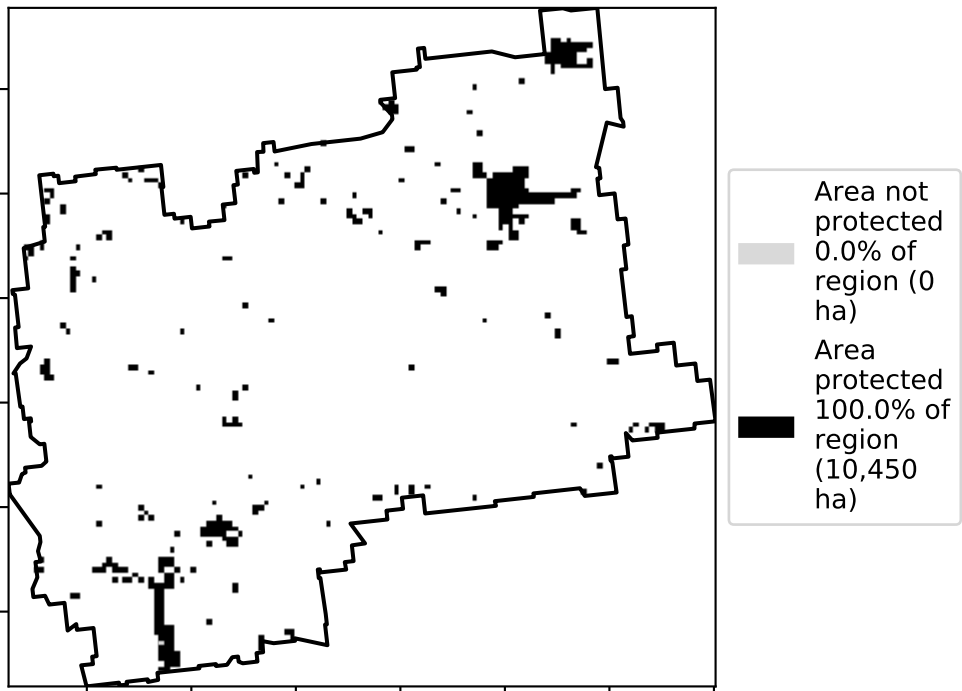 Area not
protected
0.0% of
region (0
ha)
Area
protected
100.0% of
region
(10,450
ha)